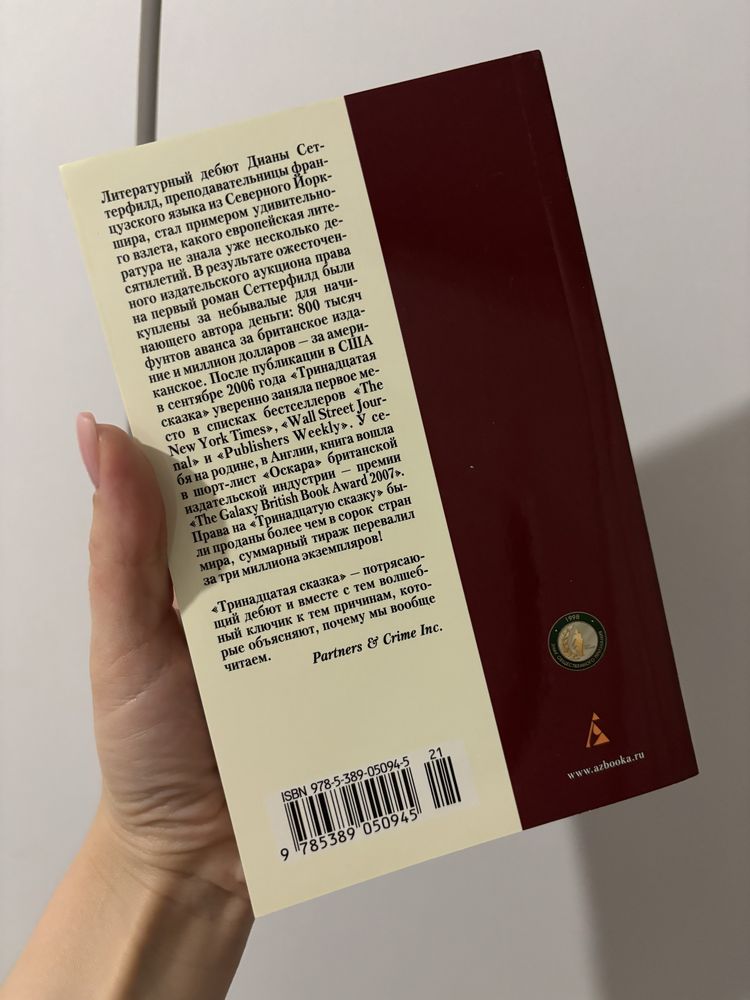 Литературный дебют Дианы Сет-
терфилд, преподавательницы фран-
цузского языка из Северного Йорк-
шира, стал примером удивительно-
го взлета, какого европейская лите-
ратура не знала уже несколько де-
сятилетий. В результате ожесточен-
ного издательского аукциона права
на первый роман Сеттерфилд были
куплены за небывалые для начи-
нающего автора деньги: 800 тысяч
фунтов аванса за британское изда-
ние и миллион долларов — за амери-
канское. После публикации в США
в сентябре 2006 года «Тринадцатая
сказка» уверенно заняла первое ме-
сто в списках бестселлеров «The
New York Times», «Wall Street Jour-
nal» и «Publishers Weekly». У се-
бя на родине, в Англии, книга вошла
в шорт-лист «Оскара» британской
издательской индустрии — премии
«The Galaxy British Book Award 2007».
Права на «Тринадцатую сказку» бы-
ли проданы более чем в сорок стран
мира, суммарный тираж перевалил
за три миллиона экземпляров!
«Тринадцатая сказка» — потрясаю-
щий дебют и вместе с тем волшеб-
ный ключик к тем причинам, кото-
рые объясняют, почему мы вообще
читаем.
Partners & Crime Inc.
ISBN 978-5-389-05094-5
21
9 785389 050945
1998
ЗНАК ОБЩЕСТВЕННОГО
www.azbooka.ru